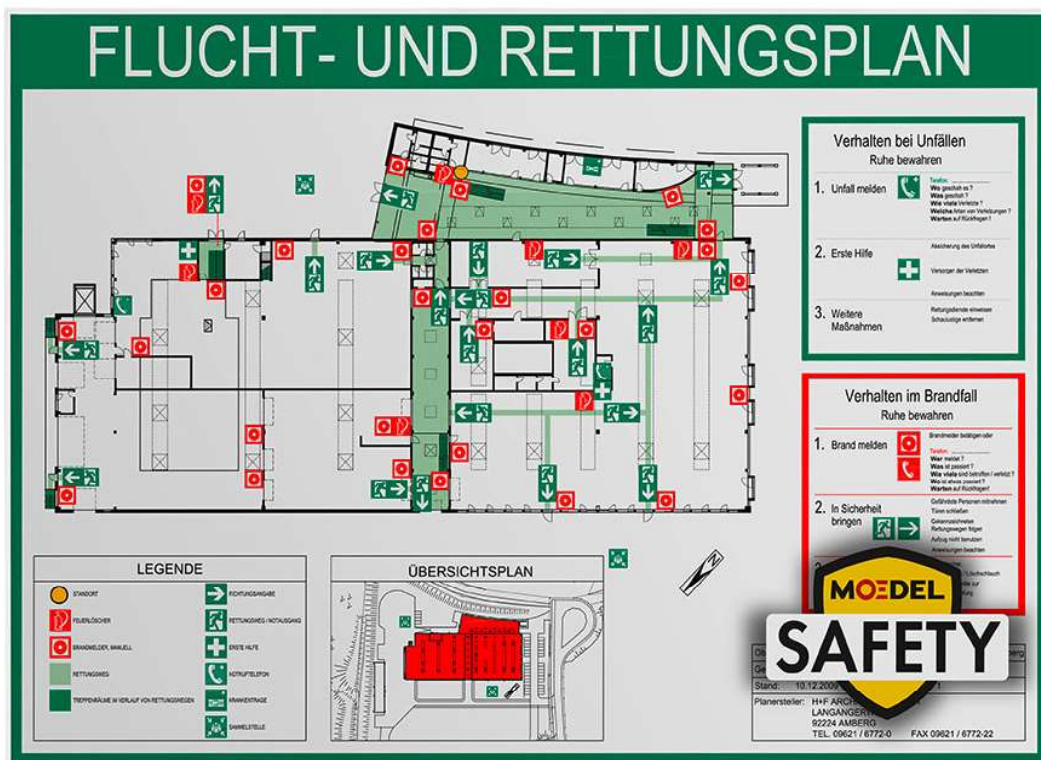 FLUCHT- UND RETTUNGSPLAN
Verhalten bei Unfällen
Ruhe bewahren
1. Unfall melden
Telefon:
Wo geschah es ?
Was geschah ?
Wie viele Verletzte ?
Welche Arten von Verletzungen ?
Warten auf Rückfragen !
2. Erste Hilfe
Absicherung des Unfallortes
Versorgen der Verletzten
Anweisungen beachten
3. Weitere Maßnahmen
Rettungsdienste einweisen
Schaulustige entfernen
Verhalten im Brandfall
Ruhe bewahren
1. Brand melden
Brandmelder betätigen oder
Telefon:
Wer meldet ?
Was ist passiert ?
Wie viele sind betroffen / verletzt ?
Wo ist etwas passiert ?
Warten auf Rückfragen!
2. In Sicherheit bringen
Gefährdete Personen mitnehmen
Türen schließen
Gekennzeichneten Rettungswegen folgen
Aufzug nicht benutzen
Anweisungen beachten
LEGENDE
STANDORT
FEUERLÖSCHER
BRANDMELDER, MANUELL
RETTUNGSWEG
TREPPENRÄUME IM VERLAUF VON RETTUNGSWEGEN
RICHTUNGSANGABE
RETTUNGSWEG / NOTAUSGANG
ERSTE HILFE
NOTRUFTELEFON
KRANKENTRAGE
SAMMELSTELLE
ÜBERSICHTSPLAN
N
MOEDEL
SAFETY
Stand: 10.12.2009
Planersteller: H+F
92224 AMBERG
TEL. 09621 / 6772-0 FAX 09621 / 6772-22